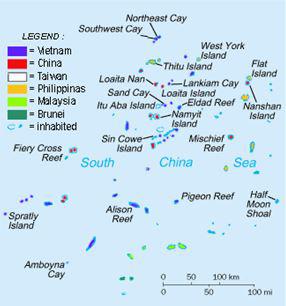 Northeast Cay
Southwest Cay
LEGEND :
= Vietnam
= China
= Taiwan
= Philippinas
= Malaysia
= Brunei
= inhabited
West York
Island
Thitu Island
Flat
Island
Loaita Nan
Lankiam Cay
Sand Cay
Loaita Island
Itu Aba Island
Eldad Reef
Nanshan
Island
Namyit
Island
Sin Cowe
Island
Mischief
Reef
Fiery Cross
Reef
South China Sea
Spratly
Island
Alison
Reef
Pigeon Reef
Half
Moon
Shoal
Amboyna
Cay
0 50 100 km
0 50 100 mi